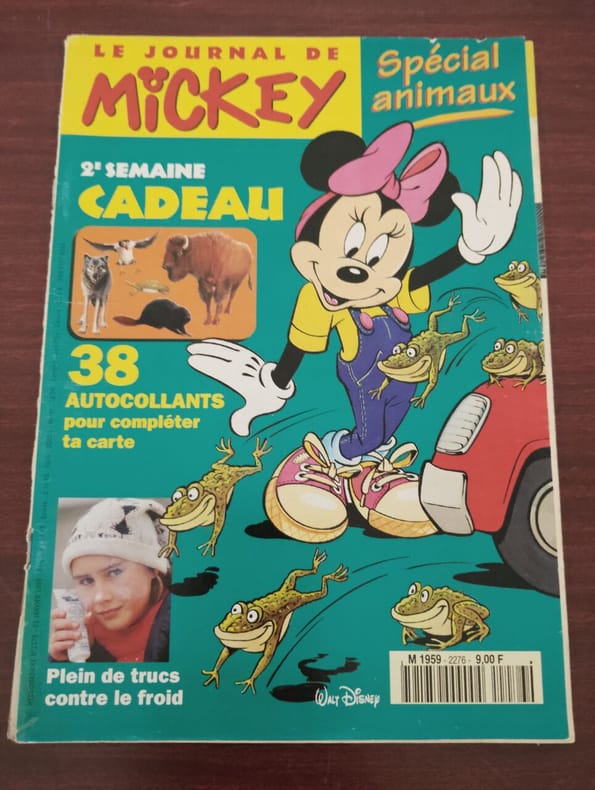 LE JOURNAL DE
MiCKEY
Spécial
animaux
2E SEMAINE
CADEAU
38
AUTOCOLLANTS
pour compléter
ta carte
Plein de trucs
contre le froid
WALT DISNEY
M 1959 - 2276 - 9,00 F